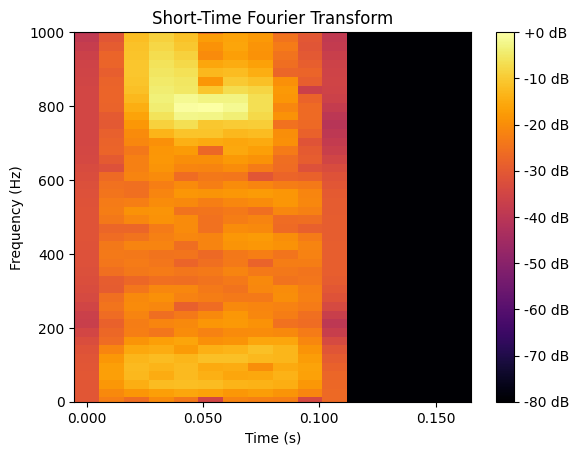 Short-Time Fourier Transform
1000
800
600
400
200
0
Frequency (Hz)
0.000
0.050
0.100
0.150
Time (s)
+0 dB
-10 dB
-20 dB
-30 dB
-40 dB
-50 dB
-60 dB
-70 dB
-80 dB